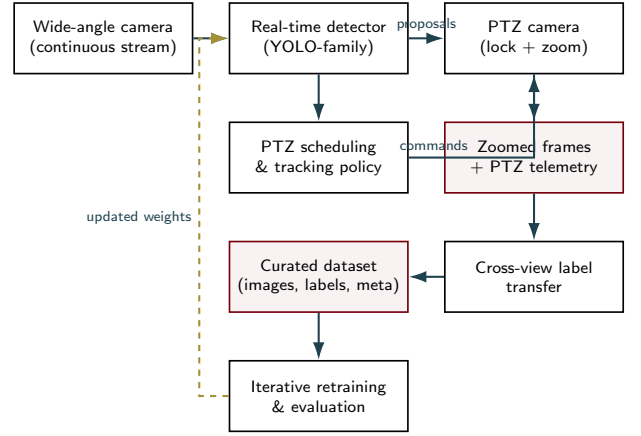 Wide-angle camera
(continuous stream)
Real-time detector
(YOLO-family)
proposals
PTZ camera
(lock + zoom)
PTZ scheduling
& tracking policy
commands
Zoomed frames
+ PTZ telemetry
updated weights
Curated dataset
(images, labels, meta)
Cross-view label
transfer
Iterative retraining
& evaluation